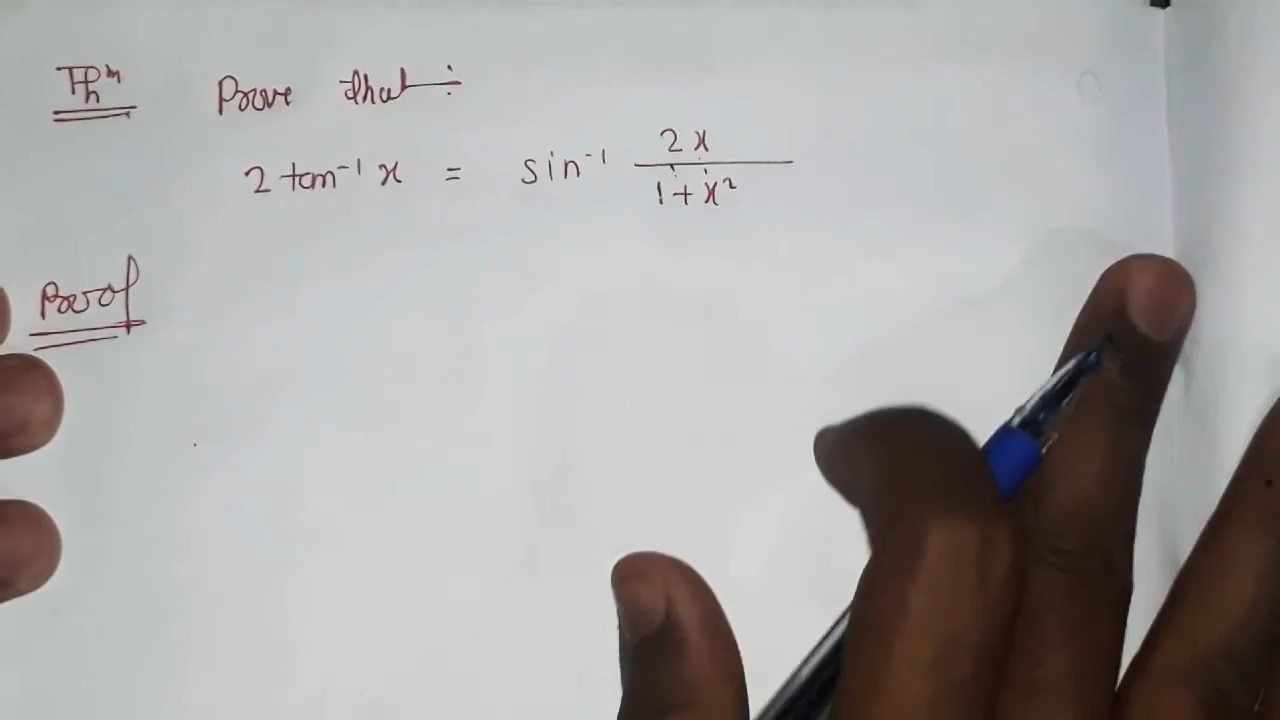 Thm Prove that :-
2 tan⁻¹ x = sin⁻¹ 2x / 1 + x²
Proof